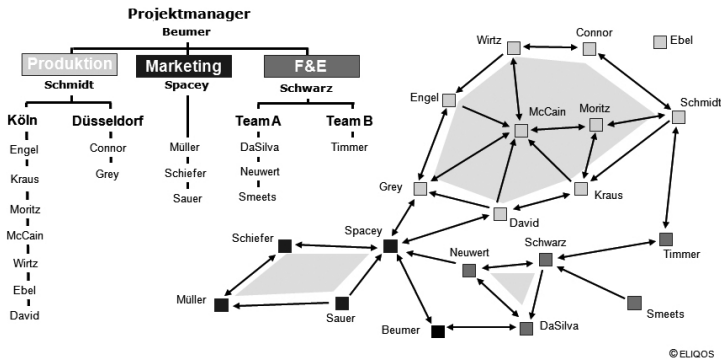 Projektmanager
Beumer
Produktion Marketing F&E
Schmidt Spacey Schwarz
Köln Düsseldorf Team A Team B
Engel Connor Müller DaSilva Timmer
Kraus Grey Schiefer Neuwert
Moritz Sauer Smeets
McCain
Wirtz
Ebel
David
Wirtz Connor Ebel
Engel McCain Moritz Schmidt
Grey David Kraus
Schiefer Spacey Neuwert Schwarz Timmer
Müller Sauer Beumer DaSilva Smeets
© ELIQOS